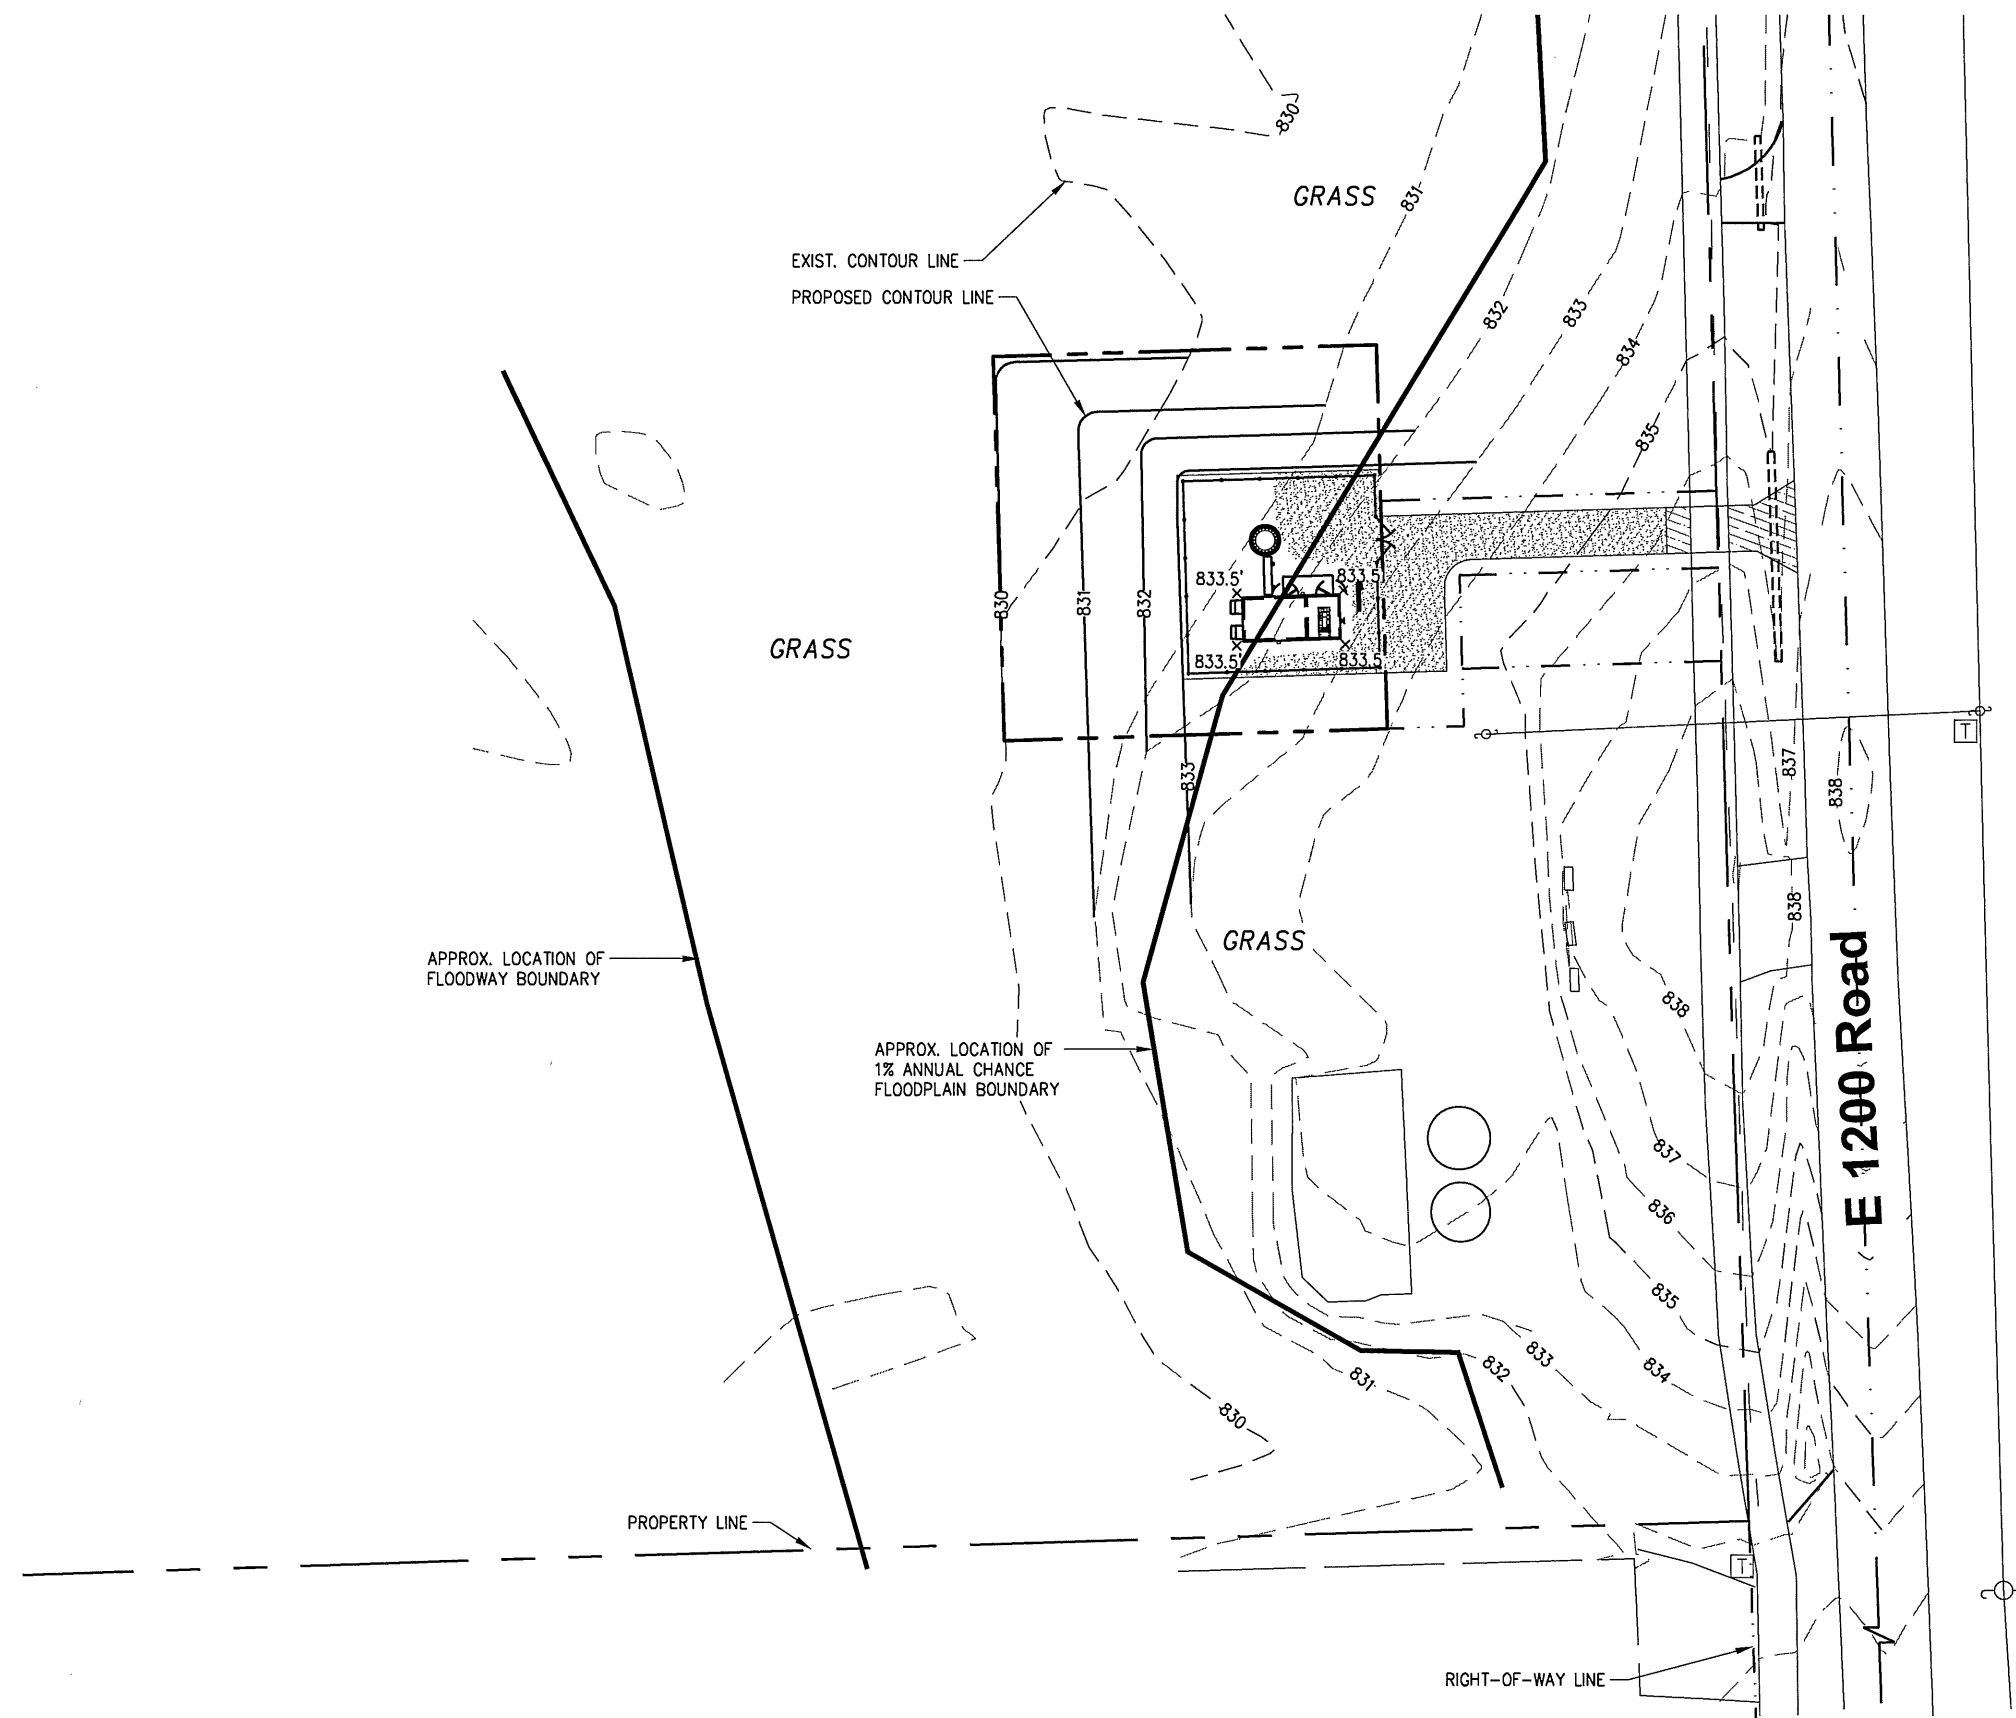 830
GRASS
831
EXIST. CONTOUR LINE
PROPOSED CONTOUR LINE
832
833
834
835
833.5'
833.5'
830
831
832
GRASS
833.5'
833.5'
T
833
837
838
838
GRASS
APPROX. LOCATION OF
FLOODWAY BOUNDARY
838
E 1200 Road
APPROX. LOCATION OF
1% ANNUAL CHANCE
FLOODPLAIN BOUNDARY
837
836
835
833
832
834
831
830
PROPERTY LINE
T
RIGHT-OF-WAY LINE